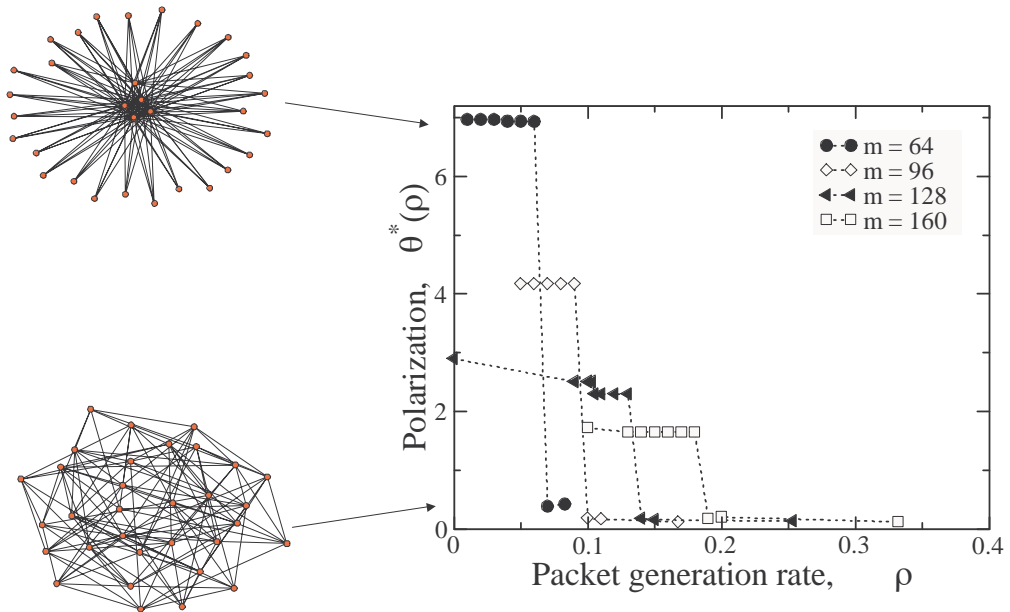 m = 64
m = 96
m = 128
m = 160
6
4
2
0
Polarization, θ*(ρ)
0 0.1 0.2 0.3 0.4
Packet generation rate, ρ